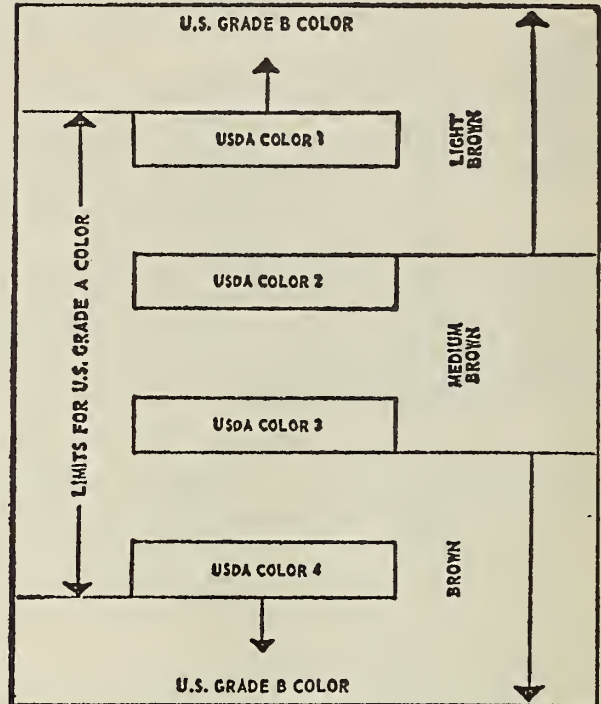 U.S. GRADE B COLOR
USDA COLOR 1
LIGHT
BROWN
LIMITS FOR U.S. GRADE A COLOR
USDA COLOR 2
MEDIUM
BROWN
USDA COLOR 3
USDA COLOR 4
BROWN
U.S. GRADE B COLOR